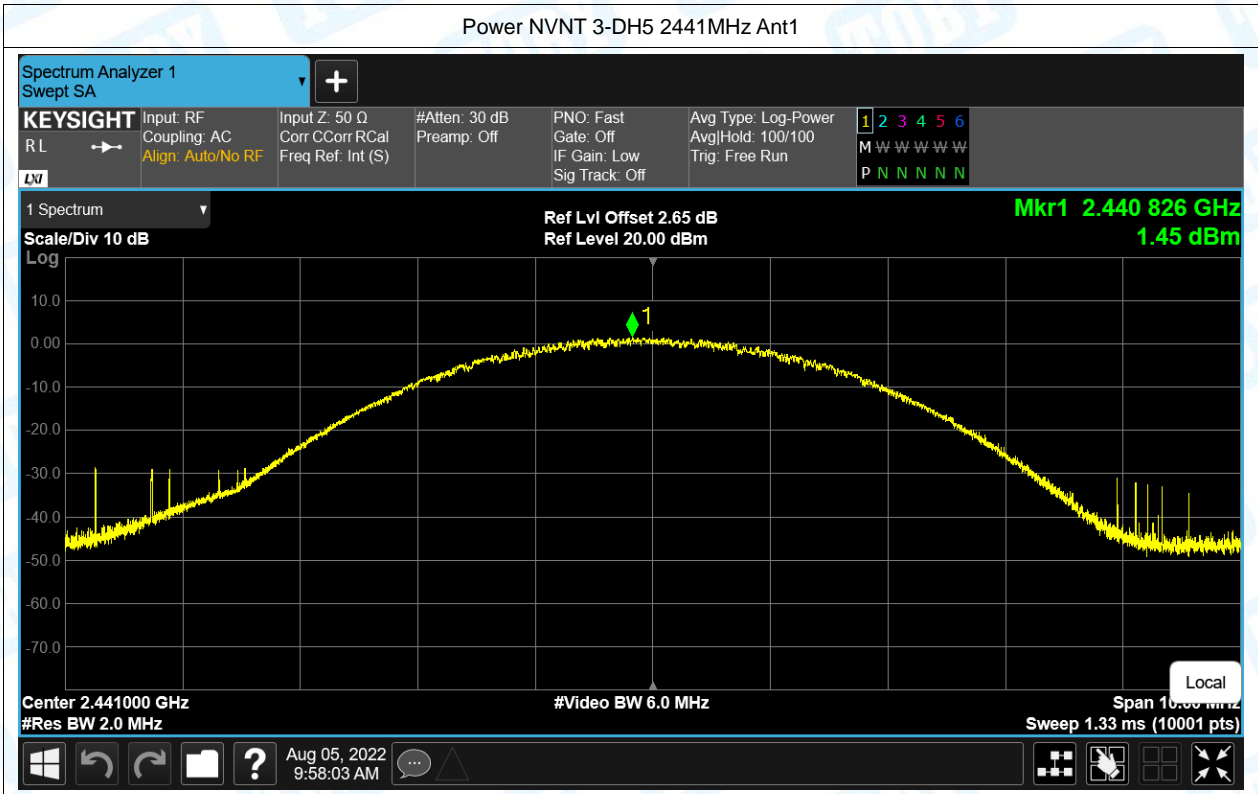 Power NVNT 3-DH5 2441MHz Ant1
Spectrum Analyzer 1
Swept SA
KEYSIGHT
RL
LXI
Input: RF
Coupling: AC
Align: Auto/No RF
Input Z: 50 Ω
Corr CCorr RCal
Freq Ref: Int (S)
#Atten: 30 dB
Preamp: Off
PNO: Fast
Gate: Off
IF Gain: Low
Sig Track: Off
Avg Type: Log-Power
Avg|Hold: 100/100
Trig: Free Run
1 2 3 4 5 6
M W W W W W
P N N N N N
1 Spectrum
Scale/Div 10 dB
Ref Lvl Offset 2.65 dB
Ref Level 20.00 dBm
Mkr1 2.440 826 GHz
1.45 dBm
Log
10.0
0.00
-10.0
-20.0
-30.0
-40.0
-50.0
-60.0
-70.0
1
Local
Center 2.441000 GHz
#Res BW 2.0 MHz
#Video BW 6.0 MHz
Span 10.00 MHz
Sweep 1.33 ms (10001 pts)
Aug 05, 2022
9:58:03 AM